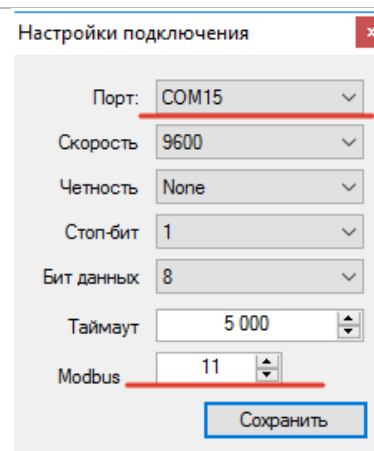 Настройки подключения x
Порт: COM15
Скорость 9600
Четность None
Стоп-бит 1
Бит данных 8
Таймаут 5 000
Modbus 11
Сохранить